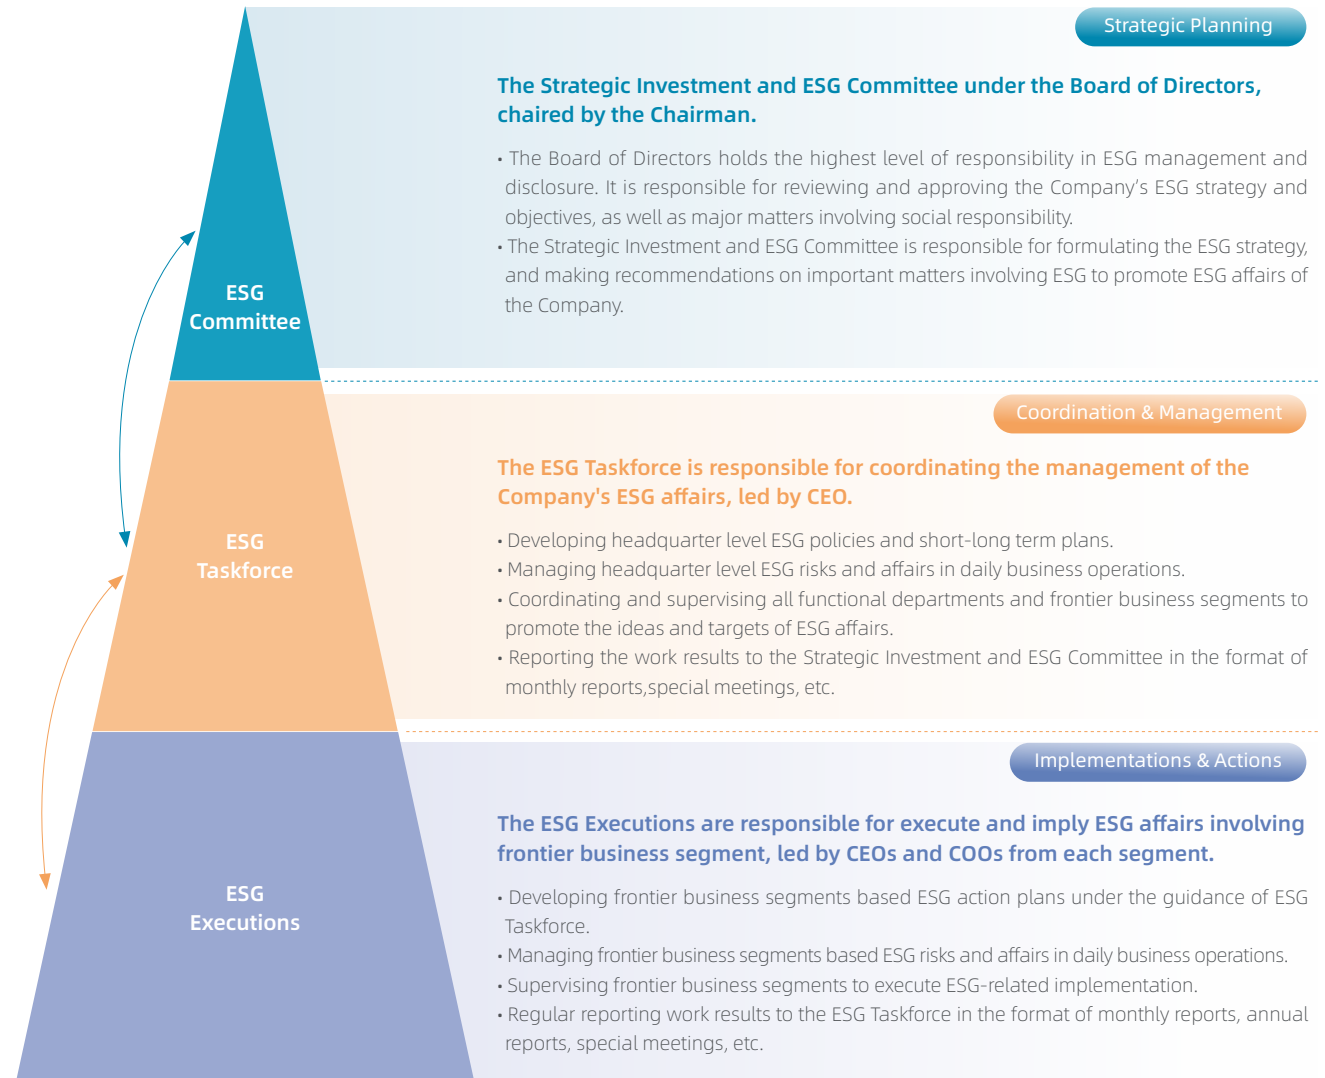 Strategic Planning
The Strategic Investment and ESG Committee under the Board of Directors,
chaired by the Chairman.
• The Board of Directors holds the highest level of responsibility in ESG management and
disclosure. It is responsible for reviewing and approving the Company’s ESG strategy and
objectives, as well as major matters involving social responsibility.
• The Strategic Investment and ESG Committee is responsible for formulating the ESG strategy,
and making recommendations on important matters involving ESG to promote ESG affairs of
the Company.
ESG
Committee
Coordination & Management
The ESG Taskforce is responsible for coordinating the management of the
Company's ESG affairs, led by CEO.
• Developing headquarter level ESG policies and short-long term plans.
• Managing headquarter level ESG risks and affairs in daily business operations.
• Coordinating and supervising all functional departments and frontier business segments to
promote the ideas and targets of ESG affairs.
• Reporting the work results to the Strategic Investment and ESG Committee in the format of
monthly reports,special meetings, etc.
ESG
Taskforce
Implementations & Actions
The ESG Executions are responsible for execute and imply ESG affairs involving
frontier business segment, led by CEOs and COOs from each segment.
• Developing frontier business segments based ESG action plans under the guidance of ESG
Taskforce.
• Managing frontier business segments based ESG risks and affairs in daily business operations.
• Supervising frontier business segments to execute ESG-related implementation.
• Regular reporting work results to the ESG Taskforce in the format of monthly reports, annual
reports, special meetings, etc.
ESG
Executions